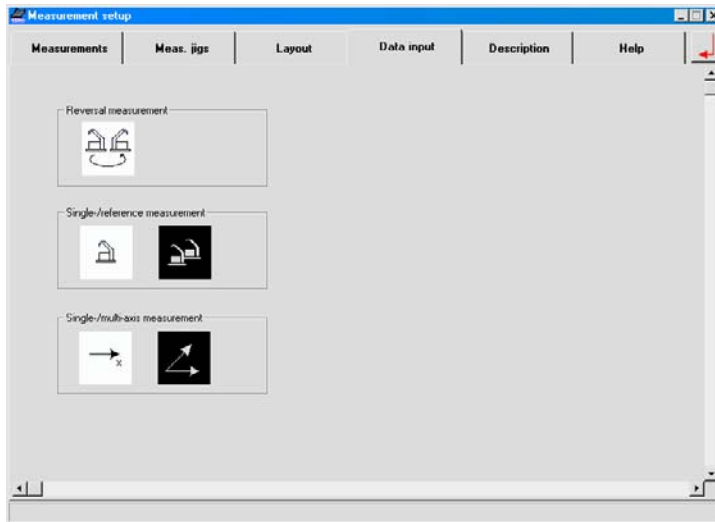 Measurement setup
Measurements Meas. jigs Layout Data input Description Help
Reversal measurement
Single-/reference measurement
Single-/multi-axis measurement
x